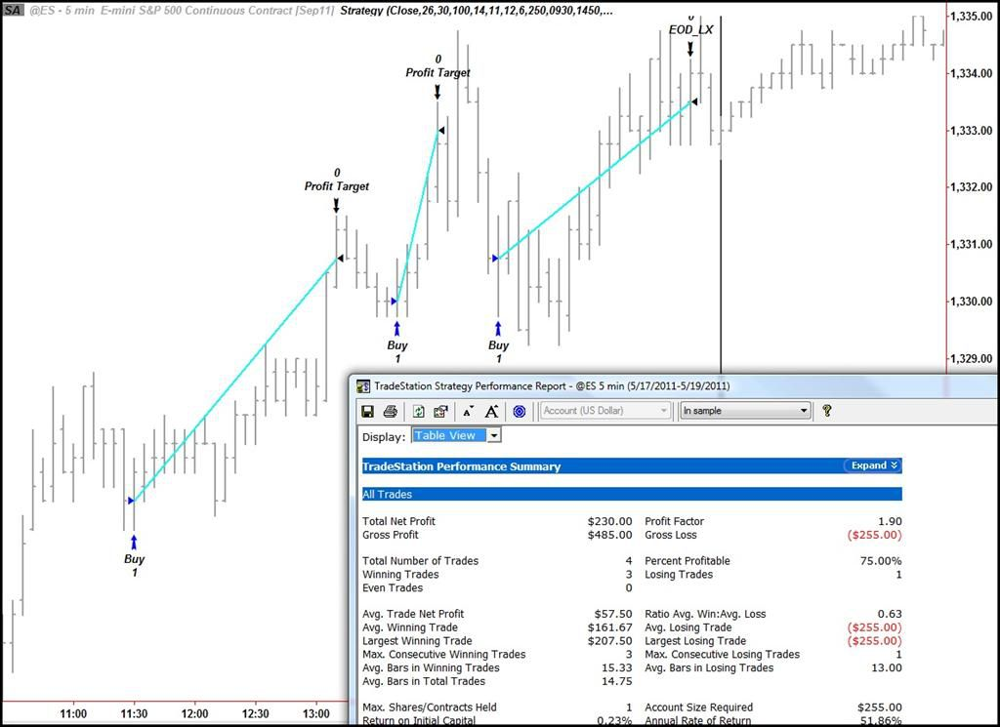 SA @ES - 5 min E-mini S&P 500 Continuous Contract [Sep11] Strategy (Close,26,30,100,14,11,12,6,250,0930,1450,...
1,335.00
0
EOD_LX
0
Profit Target
1,334.00
1,333.00
0
Profit Target
1,332.00
1,331.00
1,330.00
Buy
1
Buy
1
1,329.00
Buy
1
11:00 11:30 12:00 12:30 13:00
TradeStation Strategy Performance Report - @ES 5 min (5/17/2011-5/19/2011)
A A Account (US Dollar) In sample ?
Display: Table View
TradeStation Performance Summary Expand
All Trades
Total Net Profit $230.00 Profit Factor 1.90
Gross Profit $485.00 Gross Loss ($255.00)
Total Number of Trades 4 Percent Profitable 75.00%
Winning Trades 3 Losing Trades 1
Even Trades 0
Avg. Trade Net Profit $57.50 Ratio Avg. Win:Avg. Loss 0.63
Avg. Winning Trade $161.67 Avg. Losing Trade ($255.00)
Largest Winning Trade $207.50 Largest Losing Trade ($255.00)
Max. Consecutive Winning Trades 3 Max. Consecutive Losing Trades 1
Avg. Bars in Winning Trades 15.33 Avg. Bars in Losing Trades 13.00
Avg. Bars in Total Trades 14.75
Max. Shares/Contracts Held 1 Account Size Required $255.00
Return on Initial Capital 0.23% Annual Rate of Return 51.86%